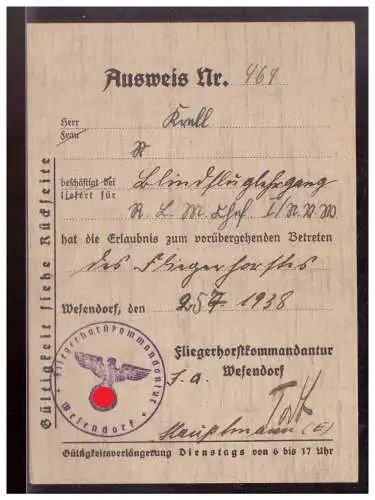 Ausweis Nr. 461
Herr
Frau
Krall
R
beschäftigt bei
liefert für
Blindfluglehrgang
R L M Chef
hat die Erlaubnis zum vorübergehenden Betreten
des Fliegerhorstes
Wesendorf, den 25 7 1938
Fliegerhorstkommandantur
Wesendorf
I. A.
Hauptmann (E)
Gültigkeitsverlängerung Dienstags von 6 bis 17 Uhr
Gültigkeit siehe Rückseite
Fliegerhorstkommandantur
Wesendorf